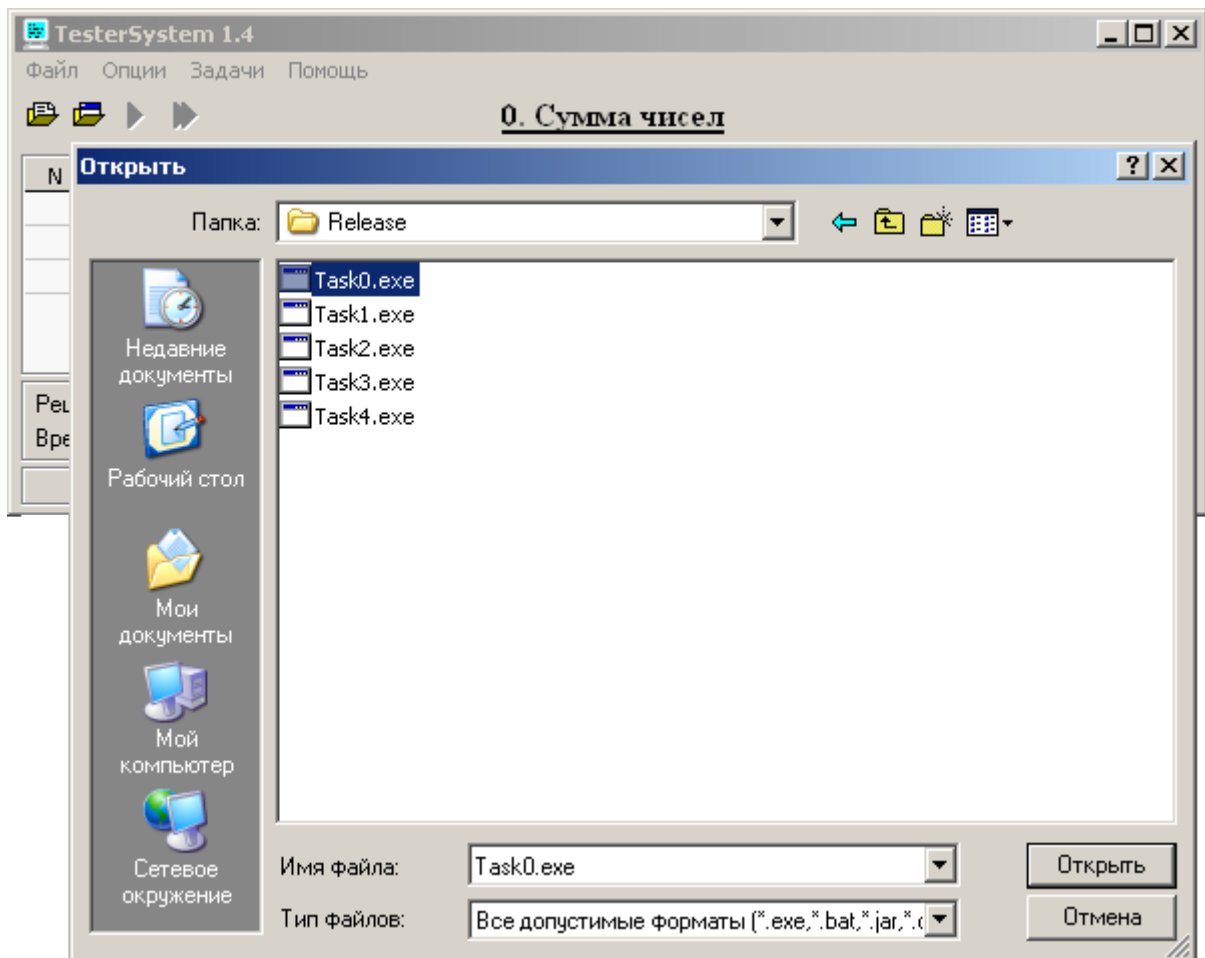 TesterSystem 1.4
Файл Опции Задачи Помощь
0. Сумма чисел
N
Открыть
Папка: Release
Task0.exe
Task1.exe
Task2.exe
Task3.exe
Task4.exe
Недавние
документы
Рабочий стол
Мои
документы
Мой
компьютер
Сетевое
окружение
Имя файла: Task0.exe
Открыть
Тип файлов: Все допустимые форматы (*.exe,*.bat,*.jar,*.
Отмена